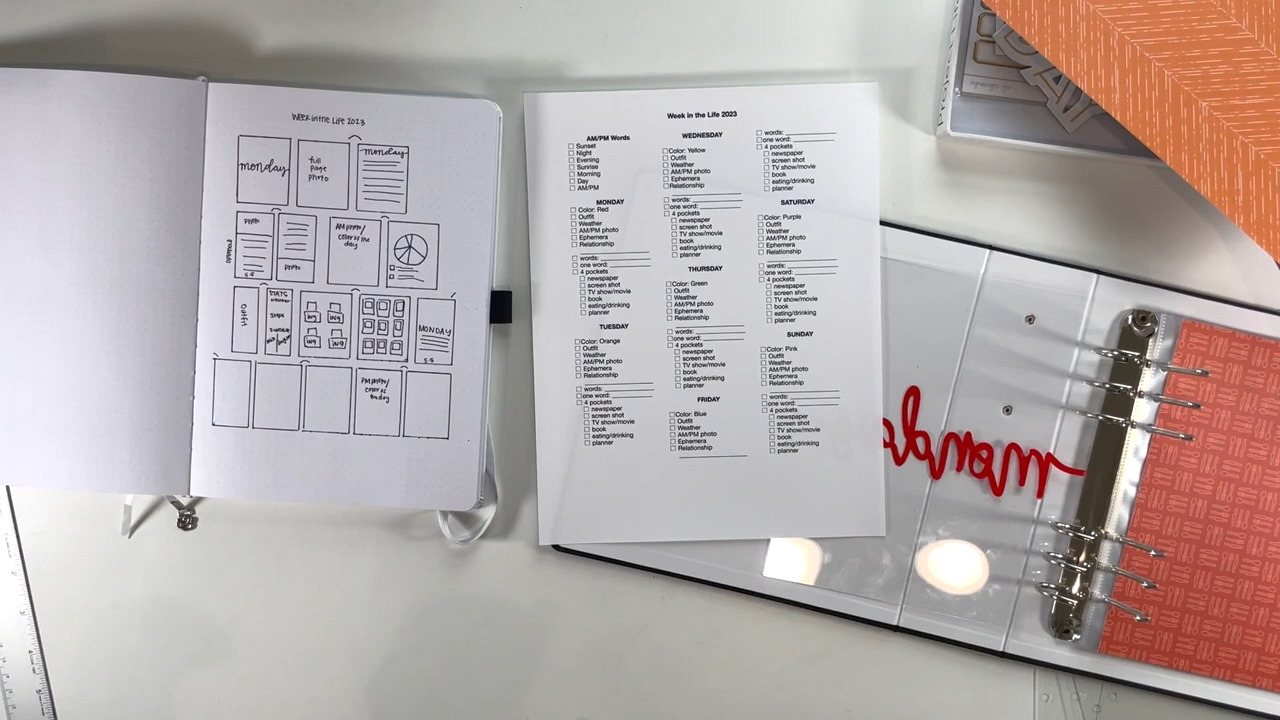 Week in the Life 2023
monday
full
page
photo
monday
PHOTO
PHOTO
AM photo/
color of the
day
outfit
steps
ing
ing
ing
ing
MONDAY
PM photo/
color of
the day
Week in the Life 2023
AM/PM Words
Sunset
Night
Evening
Sunrise
Morning
Day
AM/PM
MONDAY
Color: Red
Outfit
Weather
AM/PM photo
Ephemera
Relationship
words:
one word:
4 pockets
newspaper
screen shot
TV show/movie
book
eating/drinking
planner
TUESDAY
Color: Orange
Outfit
Weather
AM/PM photo
Ephemera
Relationship
words:
one word:
4 pockets
newspaper
screen shot
TV show/movie
book
eating/drinking
planner
WEDNESDAY
Color: Yellow
Outfit
Weather
AM/PM photo
Ephemera
Relationship
words:
one word:
4 pockets
newspaper
screen shot
TV show/movie
book
eating/drinking
planner
THURSDAY
Color: Green
Outfit
Weather
AM/PM photo
Ephemera
Relationship
words:
one word:
4 pockets
newspaper
screen shot
TV show/movie
book
eating/drinking
planner
FRIDAY
Color: Blue
Outfit
Weather
AM/PM photo
Ephemera
Relationship
words:
one word:
4 pockets
newspaper
screen shot
TV show/movie
book
eating/drinking
planner
SATURDAY
Color: Purple
Outfit
Weather
AM/PM photo
Ephemera
Relationship
words:
one word:
4 pockets
newspaper
screen shot
TV show/movie
book
eating/drinking
planner
SUNDAY
Color: Pink
Outfit
Weather
AM/PM photo
Ephemera
Relationship
words:
one word:
4 pockets
newspaper
screen shot
TV show/movie
book
eating/drinking
planner
DAY
monda